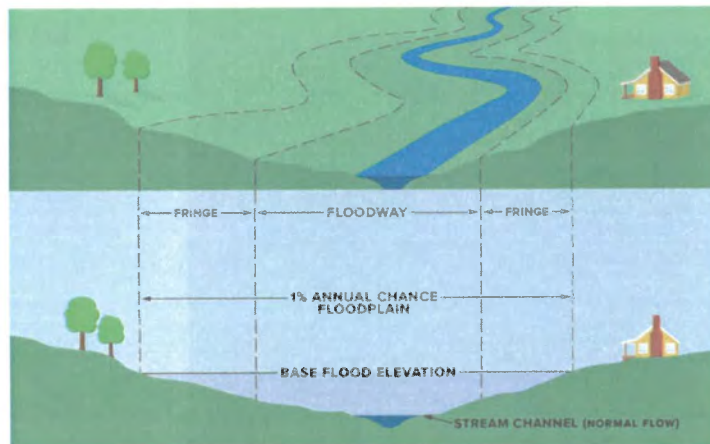 FRINGE
FLOODWAY
FRINGE
1% ANNUAL CHANCE
FLOODPLAIN
BASE FLOOD ELEVATION
STREAM CHANNEL (NORMAL FLOW)